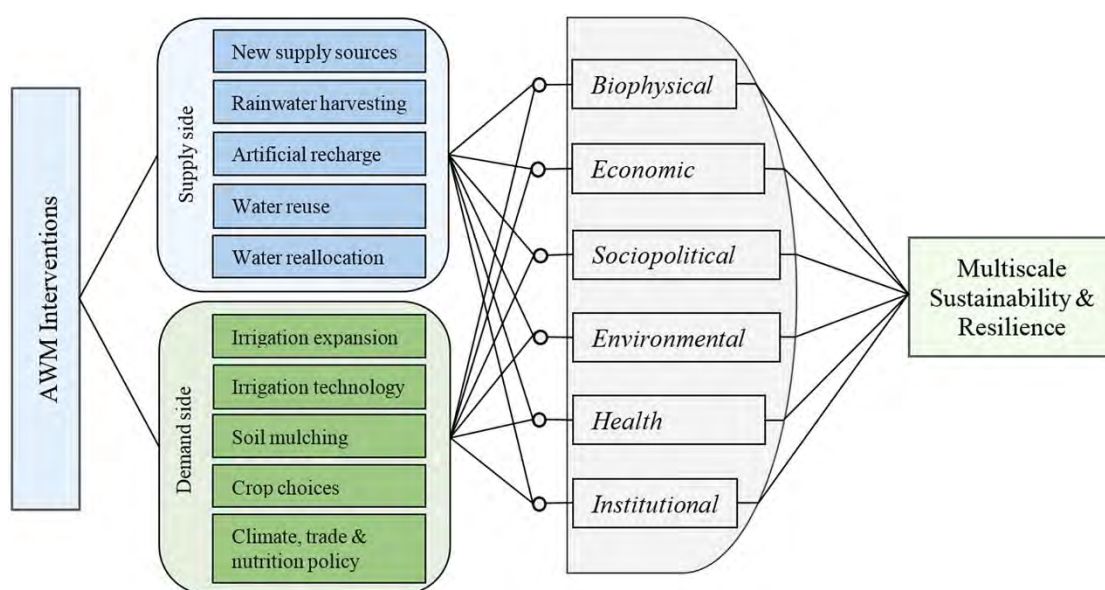 AWM Interventions
Supply side
New supply sources
Rainwater harvesting
Artificial recharge
Water reuse
Water reallocation
Demand side
Irrigation expansion
Irrigation technology
Soil mulching
Crop choices
Climate, trade &
nutrition policy
Biophysical
Economic
Sociopolitical
Environmental
Health
Institutional
Multiscale
Sustainability &
Resilience